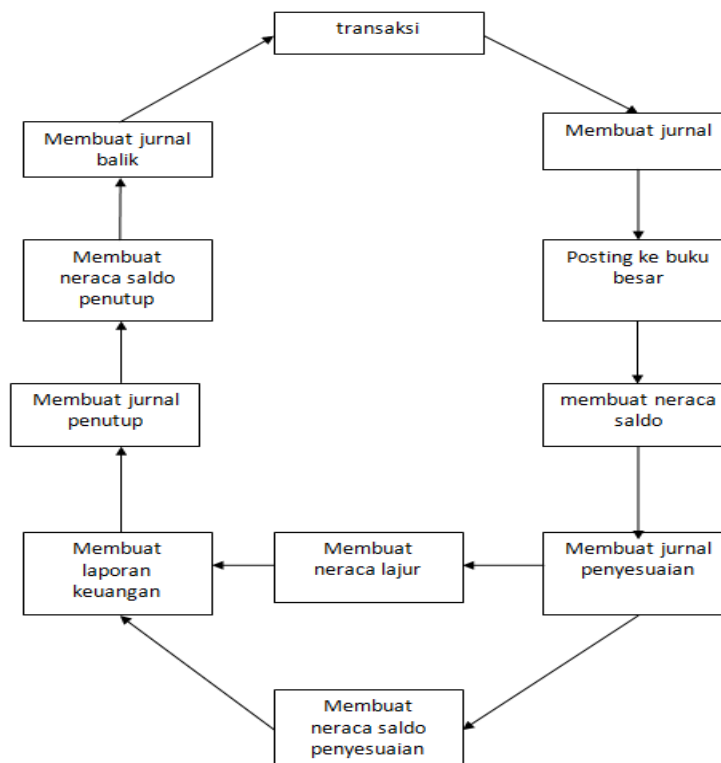 transaksi
Membuat jurnal
Posting ke buku
besar
membuat neraca
saldo
Membuat jurnal
penyesuaian
Membuat
neraca lajur
Membuat
neraca saldo
penyesuaian
Membuat
laporan
keuangan
Membuat jurnal
penutup
Membuat
neraca saldo
penutup
Membuat jurnal
balik